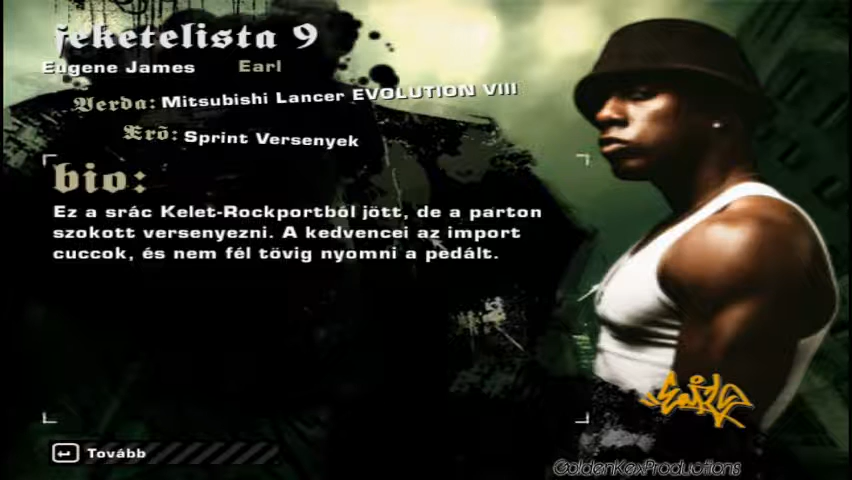 feketelista 9
Eugene James Earl
Verda: Mitsubishi Lancer EVOLUTION VIII
Erő: Sprint Versenyek
bio:
Ez a srác Kelet-Rockportból jött, de a parton
szokott versenyezni. A kedvencei az import
cuccok, és nem fél tövig nyomni a pedált.
Tovább
GoldenKexProductions